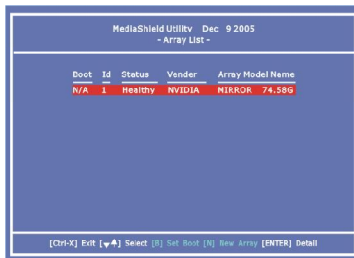 MediaShield Utility Dec 9 2005
- Array List -
Boot Id Status Vender Array Model Name
N/A 1 Healthy NVIDIA MIRROR 74.58G
[Ctrl-X] Exit [▼▲] Select [B] Set Boot [N] New Array [ENTER] Detail